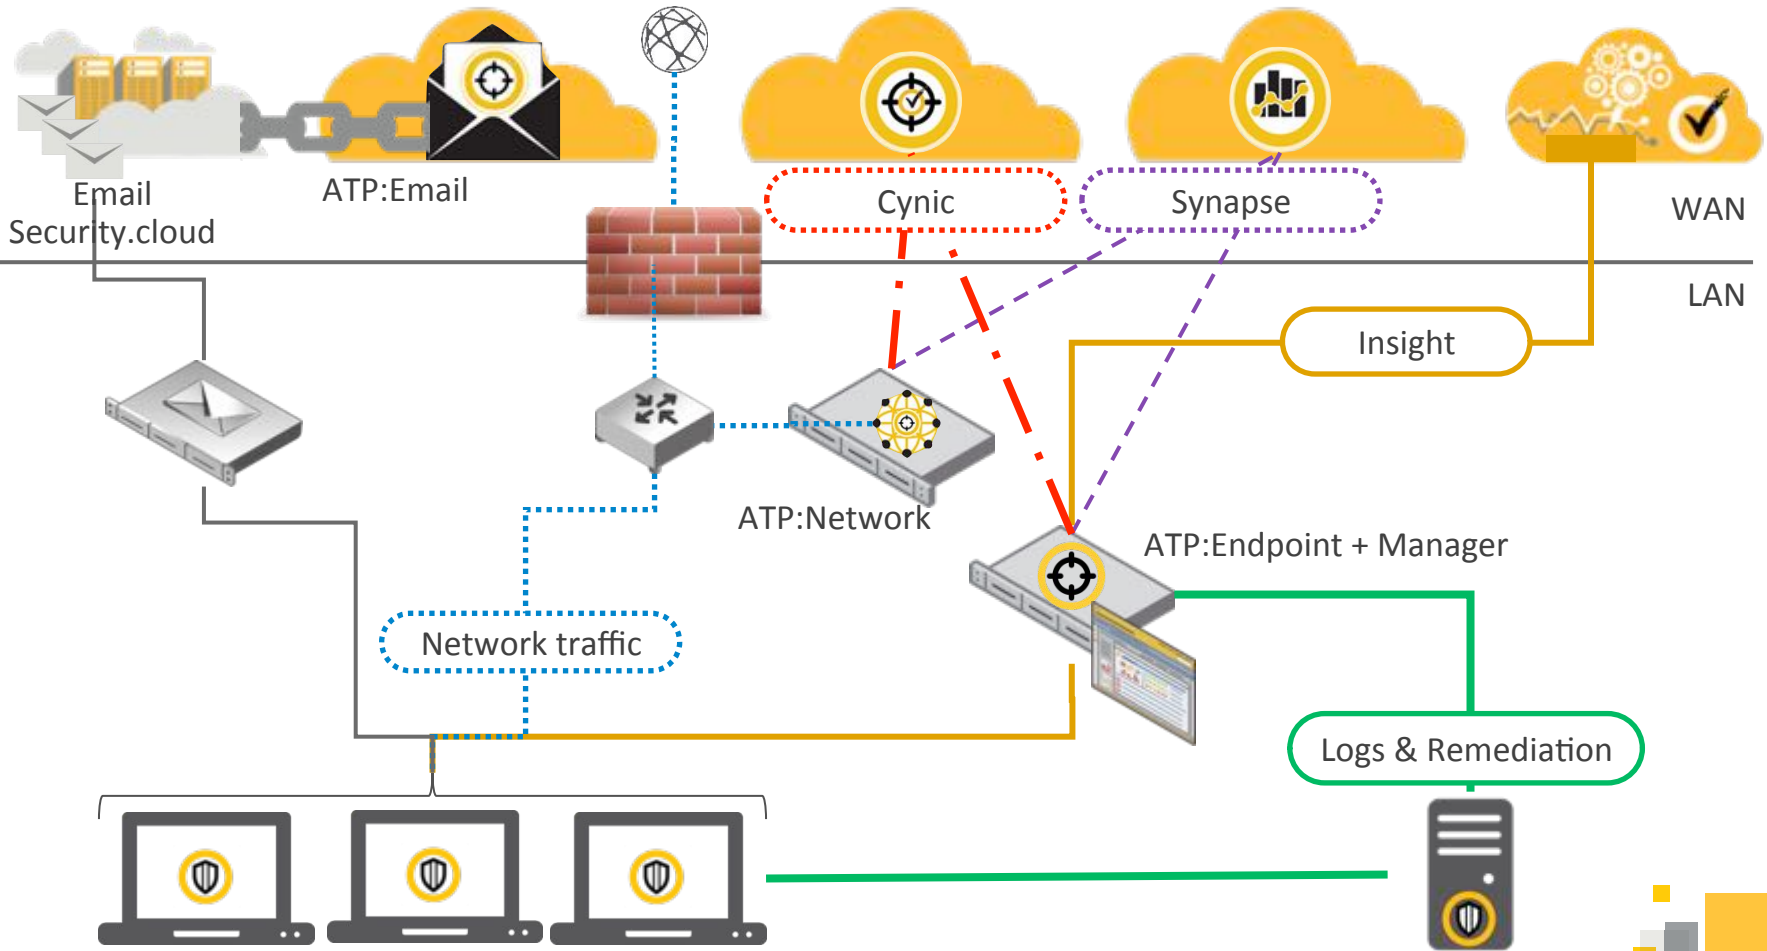 Email
Security.cloud
ATP:Email
Cynic
Synapse
WAN
LAN
Insight
ATP:Network
ATP:Endpoint + Manager
Network traffic
Logs & Remediation